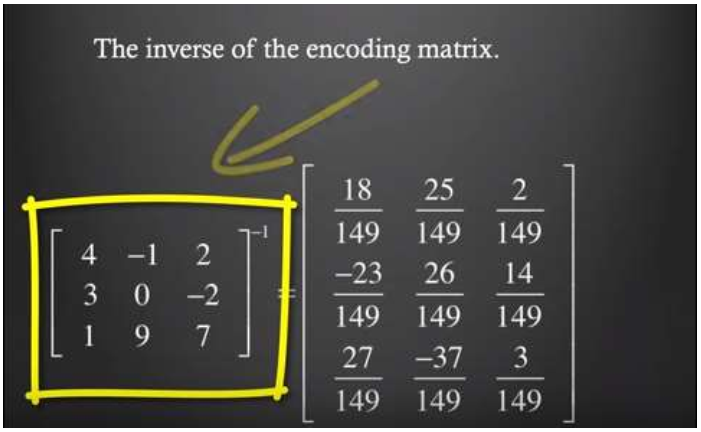 The inverse of the encoding matrix.
[4 −1 2
3 0 −2
1 9 7]−1
=
[18/149 25/149 2/149
−23/149 26/149 14/149
27/149 −37/149 3/149]